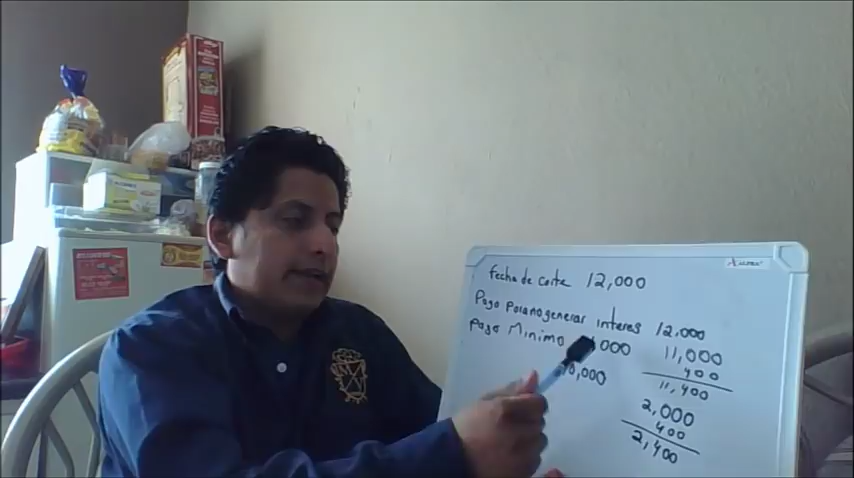 Fecha de corte 12,000
Pago Para no generar interes 12,000
Pago Minimo ,000
11,000
400
11,400
2,000
400
2,400